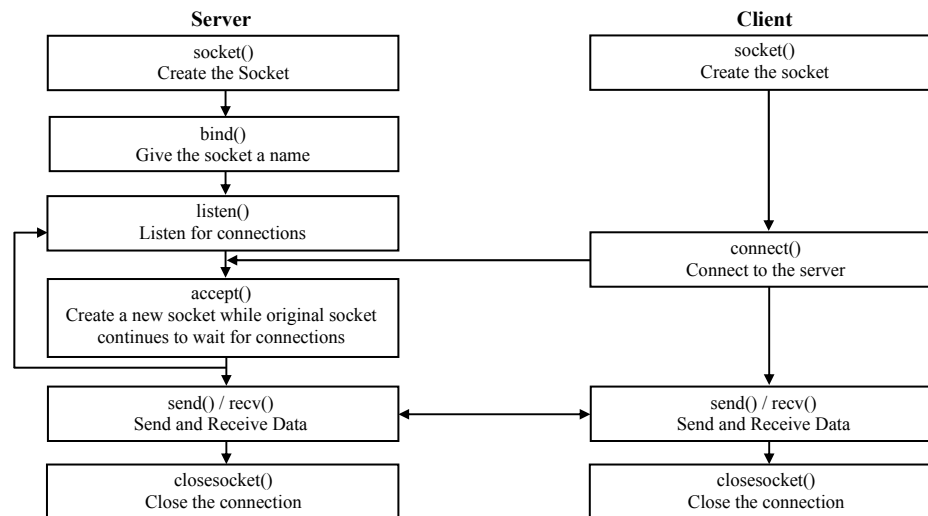 Server
socket()
Create the Socket
bind()
Give the socket a name
listen()
Listen for connections
accept()
Create a new socket while original socket
continues to wait for connections
send() / recv()
Send and Receive Data
closesocket()
Close the connection
Client
socket()
Create the socket
connect()
Connect to the server
send() / recv()
Send and Receive Data
closesocket()
Close the connection